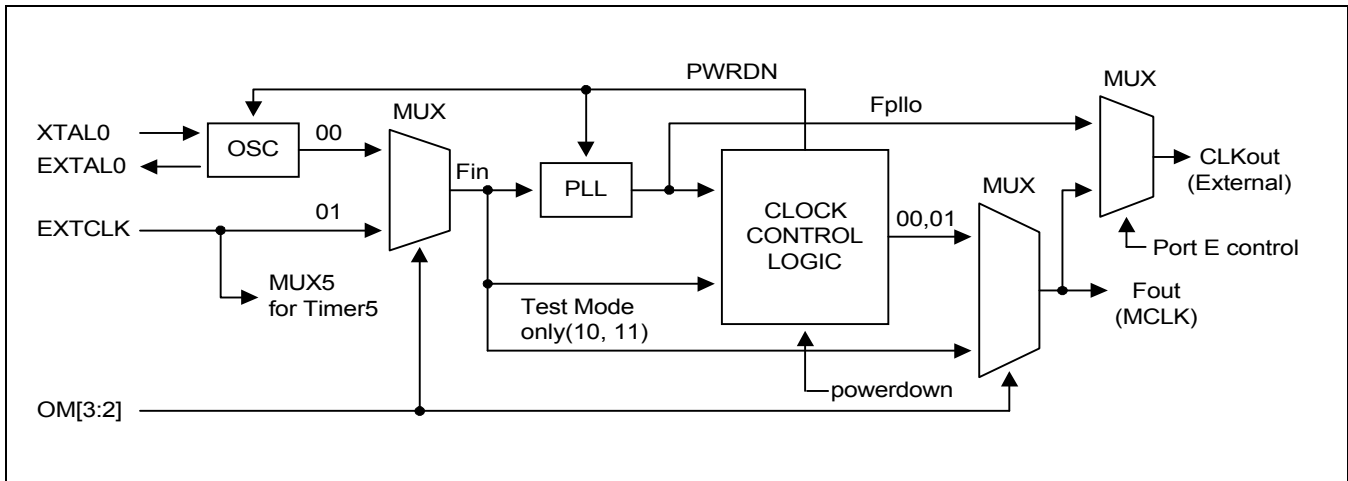 PWRDN
MUX
MUX
Fpllo
XTAL0
OSC
00
EXTAL0
Fin
PLL
CLKout
(External)
MUX
EXTCLK
01
CLOCK
CONTROL
LOGIC
00,01
Port E control
MUX5
for Timer5
Test Mode
only(10, 11)
Fout
(MCLK)
powerdown
OM[3:2]